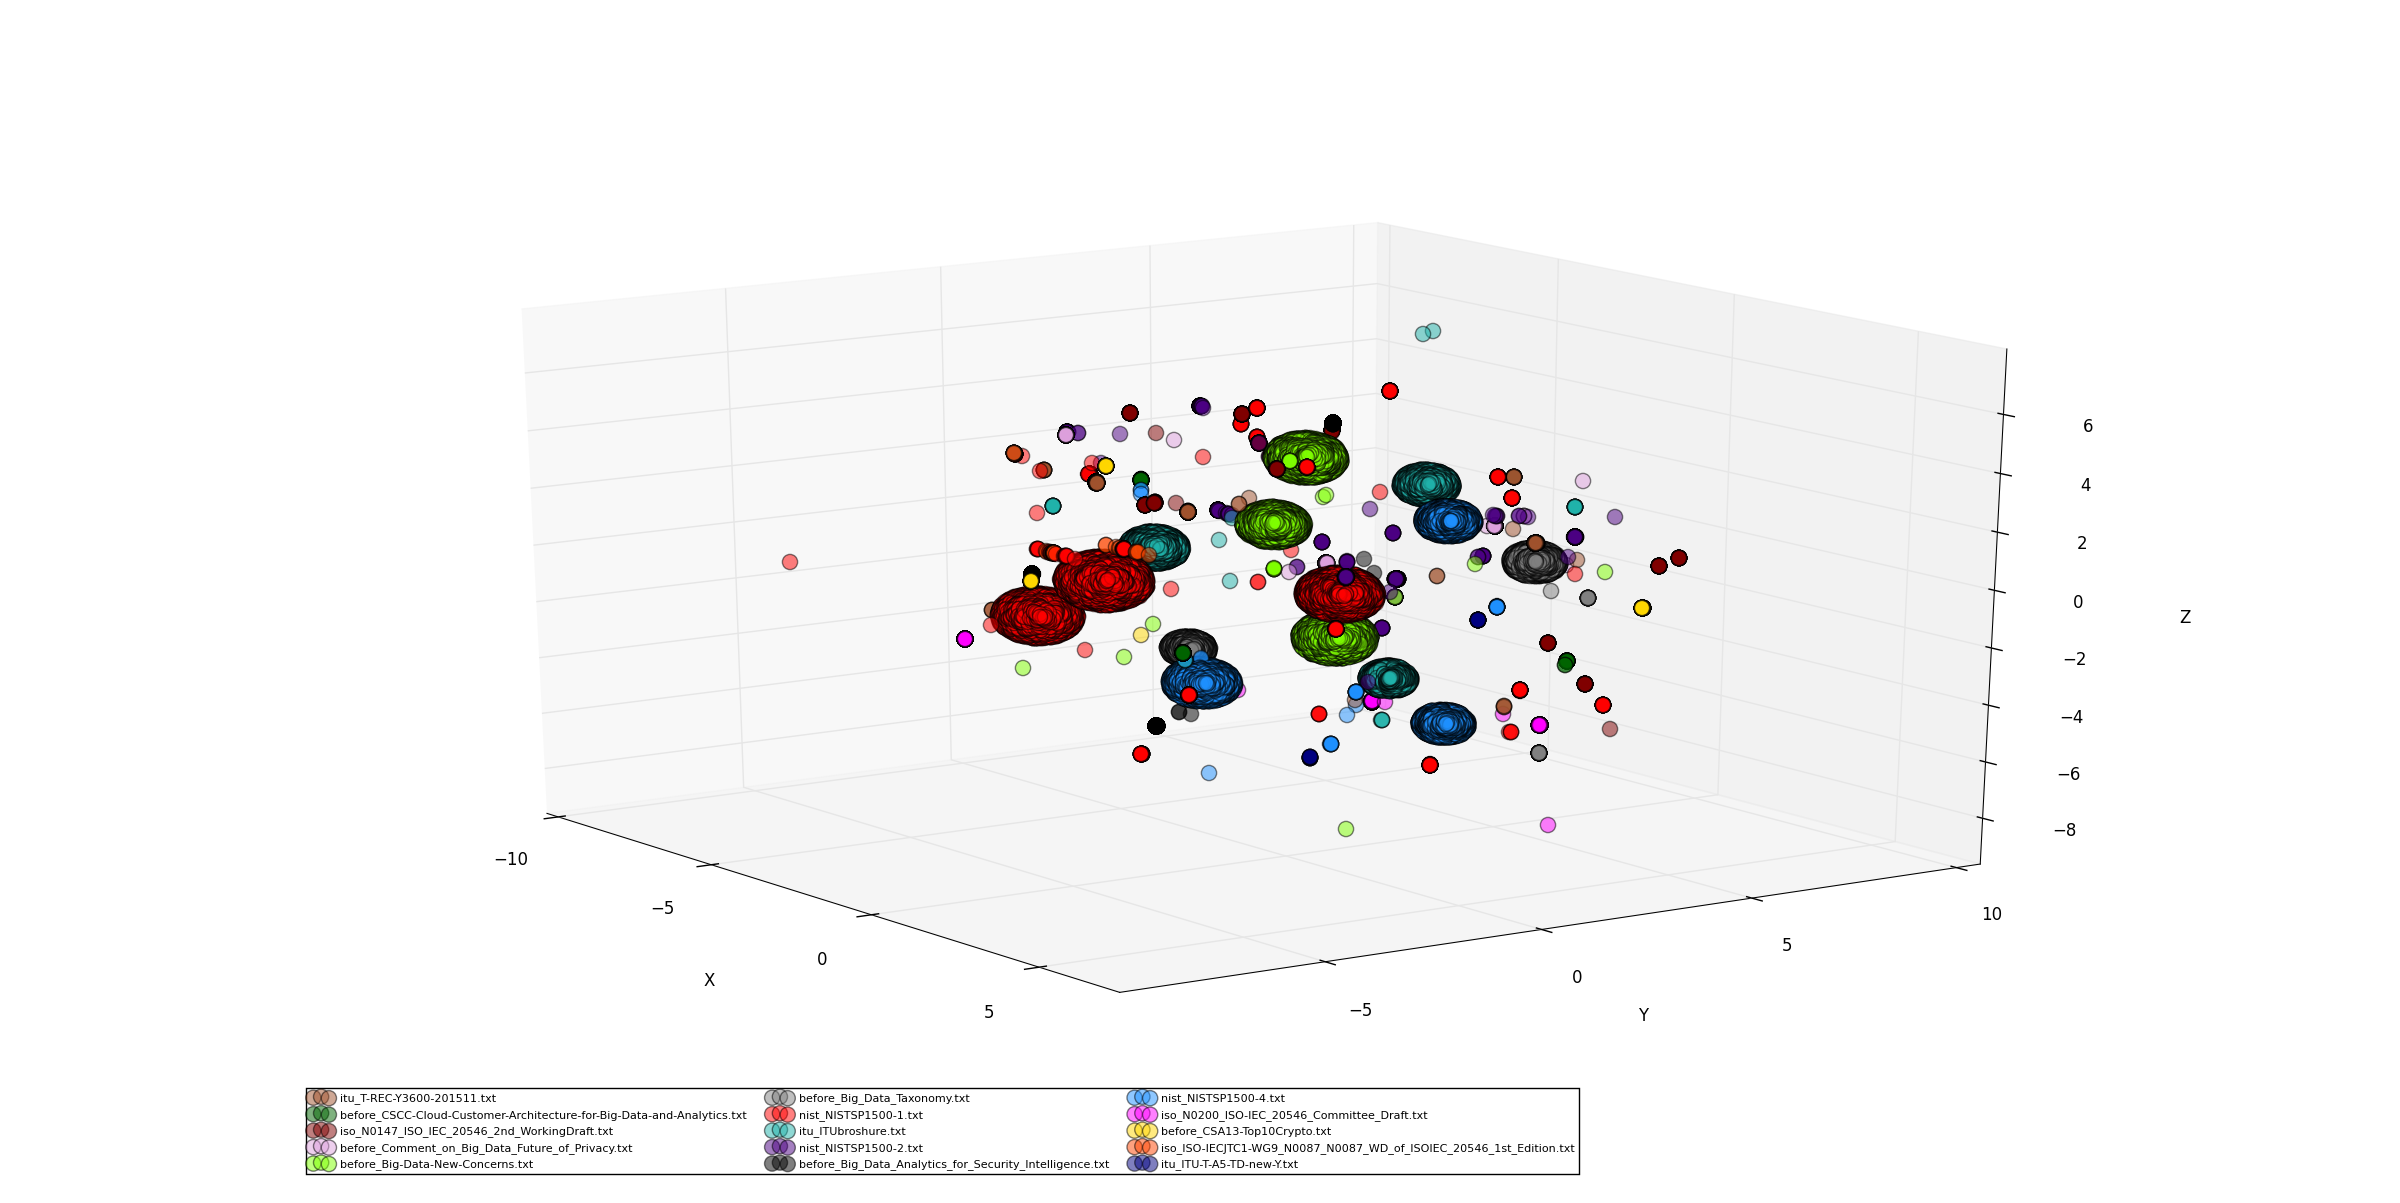 6
4
2
0
−2
−4
−6
−8
Z
−10
−5
0
5
X
−5
0
5
10
Y
itu_T-REC-Y3600-201511.txt
before_CSCC-Cloud-Customer-Architecture-for-Big-Data-and-Analytics.txt
iso_N0147_ISO_IEC_20546_2nd_WorkingDraft.txt
before_Comment_on_Big_Data_Future_of_Privacy.txt
before_Big-Data-New-Concerns.txt
before_Big_Data_Taxonomy.txt
nist_NISTSP1500-1.txt
itu_ITUbroshure.txt
nist_NISTSP1500-2.txt
before_Big_Data_Analytics_for_Security_Intelligence.txt
nist_NISTSP1500-4.txt
iso_N0200_ISO-IEC_20546_Committee_Draft.txt
before_CSA13-Top10Crypto.txt
iso_ISO-IECJTC1-WG9_N0087_N0087_WD_of_ISOIEC_20546_1st_Edition.txt
itu_ITU-T-A5-TD-new-Y.txt